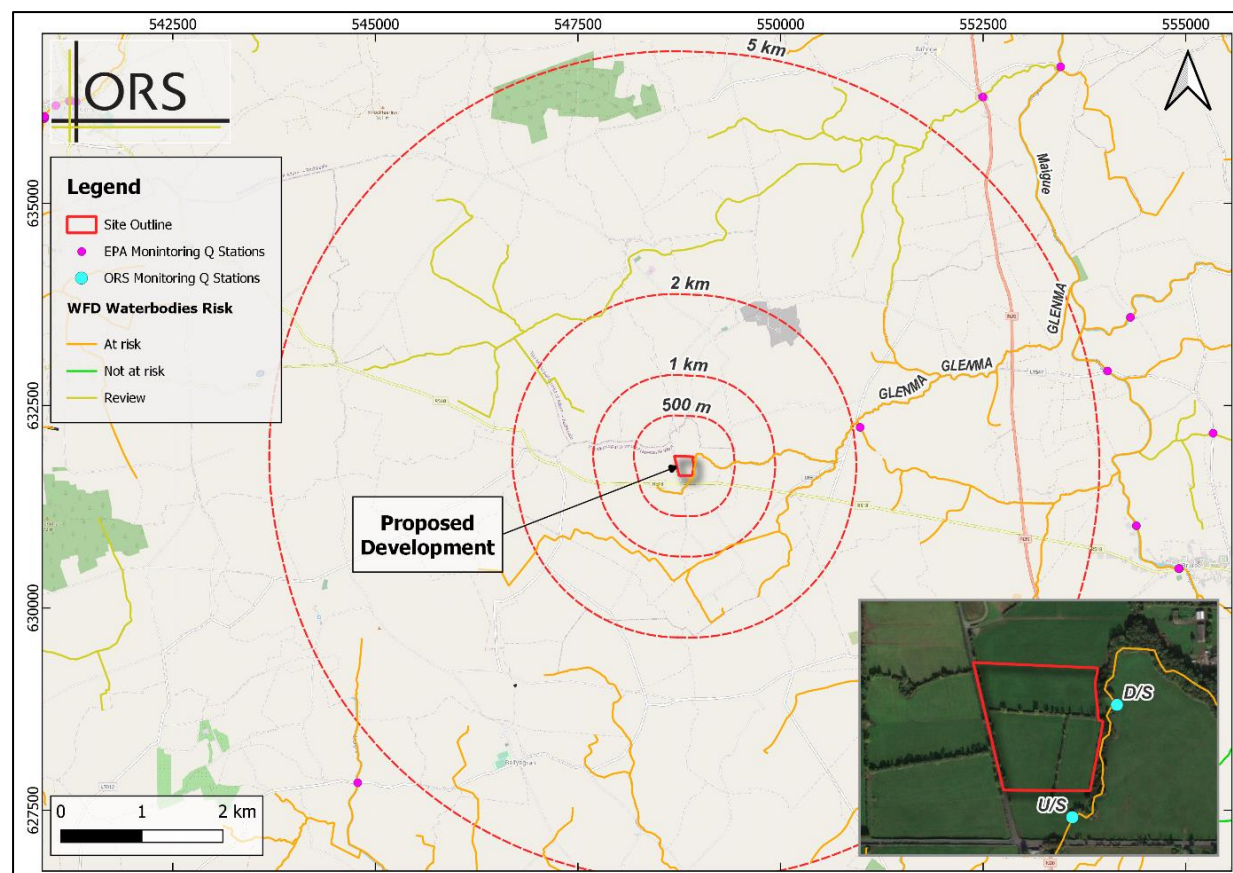 542500
545000
547500
550000
552500
555000
5 km
ORS
Legend
Site Outline
EPA Monintoring Q Stations
ORS Monitoring Q Stations
WFD Waterbodies Risk
At risk
Not at risk
Review
635000
632500
630000
627500
Maigue
GLENMA
GLENMA
GLENMA
2 km
1 km
500 m
Proposed
Development
D/S
U/S
0 1 2 km